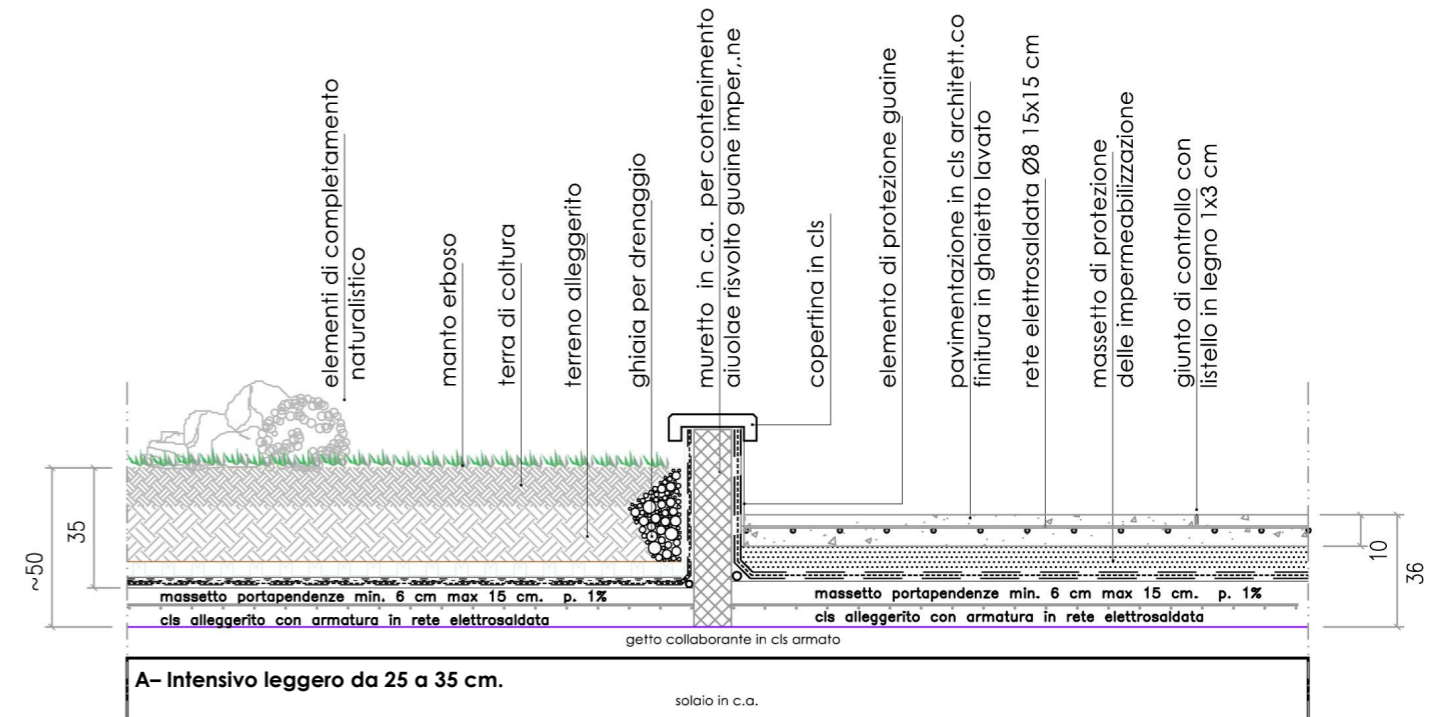 elementi di completamento
naturalistico
manto erboso
terra di coltura
terreno alleggerito
ghiaia per drenaggio
muretto in c.a. per contenimento
aiuolae risvolto guaine imper,.ne
copertina in cls
elemento di protezione guaine
pavimentazione in cls architett.co
finitura in ghaietto lavato
rete elettrosaldata Ø8 15x15 cm
massetto di protezione
delle impermeabilizzazione
giunto di controllo con
listello in legno 1x3 cm
~50
35
10
36
massetto portapendenze min. 6 cm max 15 cm. p. 1%
cls alleggerito con armatura in rete elettrosaldata
massetto portapendenze min. 6 cm max 15 cm. p. 1%
cls alleggerito con armatura in rete elettrosaldata
getto collaborante in cls armato
A– Intensivo leggero da 25 a 35 cm.
solaio in c.a.